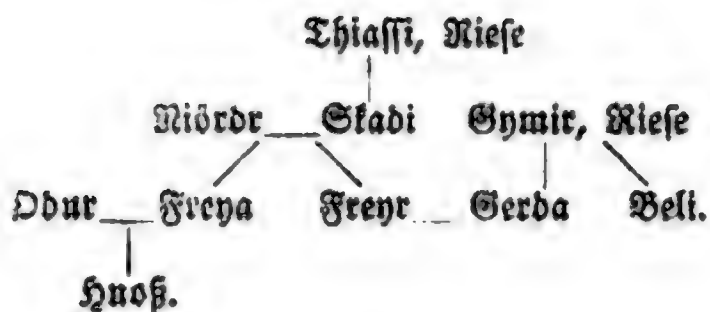 Thiassi, Riese
Niördr Skadi Gymir, Riese
Odur Freya Freyr Gerda Beli.
Hnoß.